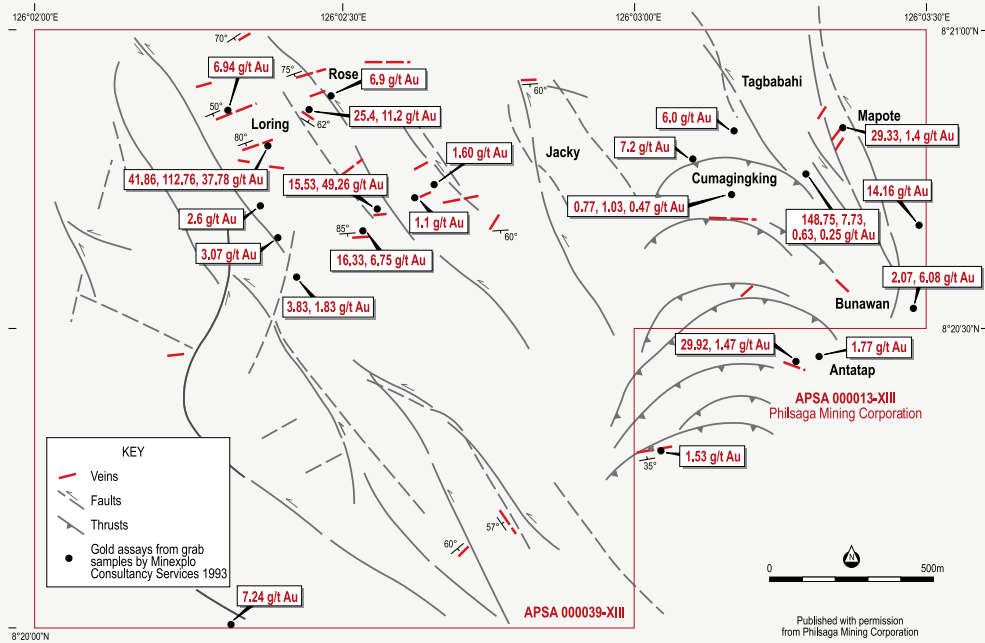 126°02'00"E
126°02'30"E
126°03'00"E
126°03'30"E
8°21'00"N
70°
6.94 g/t Au
75°
Rose
6.9 g/t Au
60°
Tagbabahi
50°
62°
25.4, 11.2 g/t Au
Loring
80°
6.0 g/t Au
Mapote
29.33, 1.4 g/t Au
7.2 g/t Au
Jacky
1.60 g/t Au
41.86, 112.76, 37.78 g/t Au
15.53, 49.26 g/t Au
Cumagingking
14.16 g/t Au
0.77, 1.03, 0.47 g/t Au
2.6 g/t Au
1.1 g/t Au
148.75, 7.73,
0.63, 0.25 g/t Au
85°
60°
3.07 g/t Au
16.33, 6.75 g/t Au
2.07, 6.08 g/t Au
3.83, 1.83 g/t Au
Bunawan
8°20'30"N
29.92, 1.47 g/t Au
1.77 g/t Au
Antatap
APSA 000013-XIII
Philsaga Mining Corporation
35°
1.53 g/t Au
KEY
Veins
Faults
Thrusts
Gold assays from grab
samples by Minexplo
Consultancy Services 1993
57°
60°
N
0
500m
7.24 g/t Au
APSA 000039-XIII
Published with permission
from Philsaga Mining Corporation
8°20'00"N